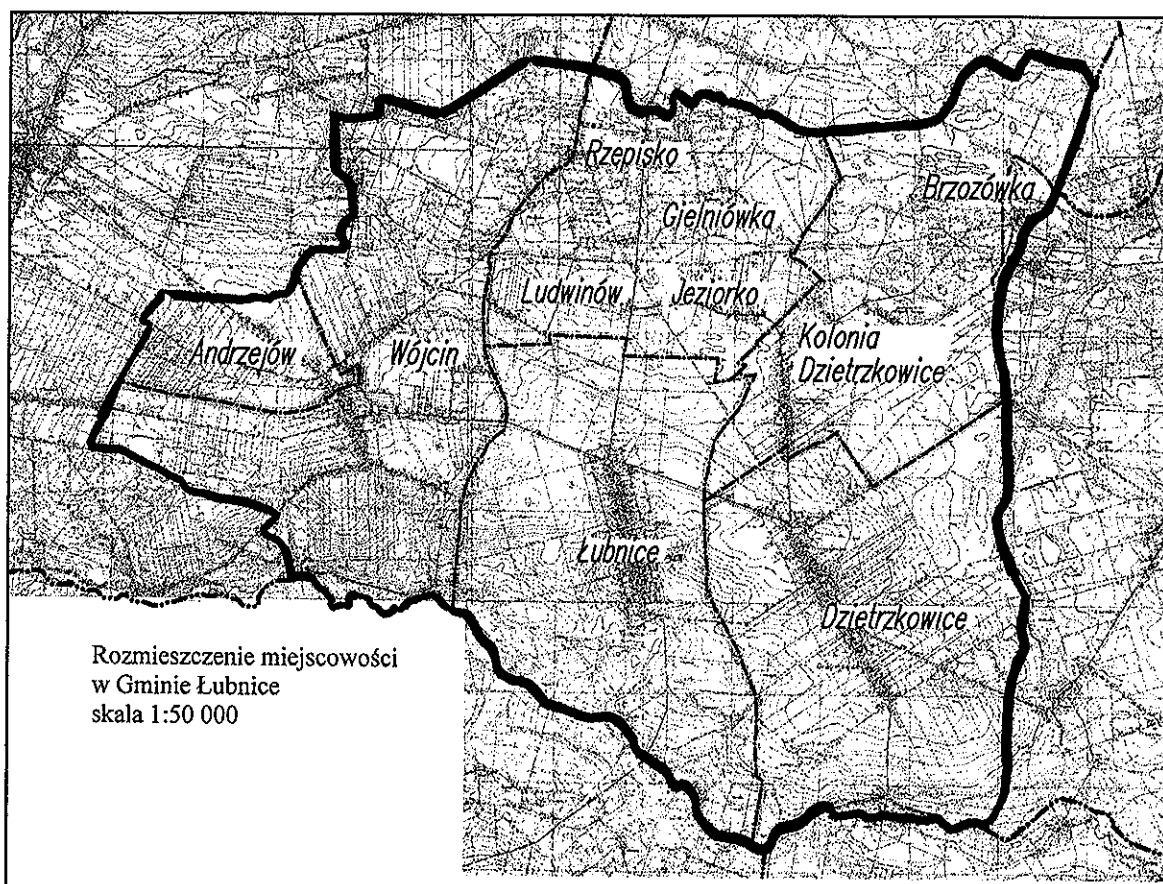 Rzepisko
Brzozówka
Gielniówka
Ludwinów
Jeziorko
Andrzejów
Wójcin
Kolonia
Dzietrzkowice
Łubnice
Dzietrzkowice
Rozmieszczenie miejscowości
w Gminie Łubnice
skala 1:50 000